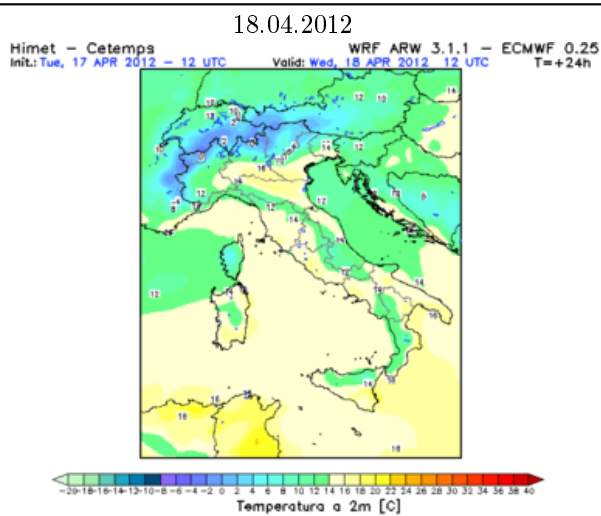 18.04.2012
Himet – Cetemps WRF ARW 3.1.1 – ECMWF 0.25
Init.: Tue, 17 APR 2012 – 12 UTC Valid: Wed, 18 APR 2012 12 UTC T=+24h
-20 -18 -16 -14 -12 -10 -8 -6 -4 -2 0 2 4 6 8 10 12 14 16 18 20 22 24 26 28 30 32 34 36 38 40
Temperatura a 2m [C]